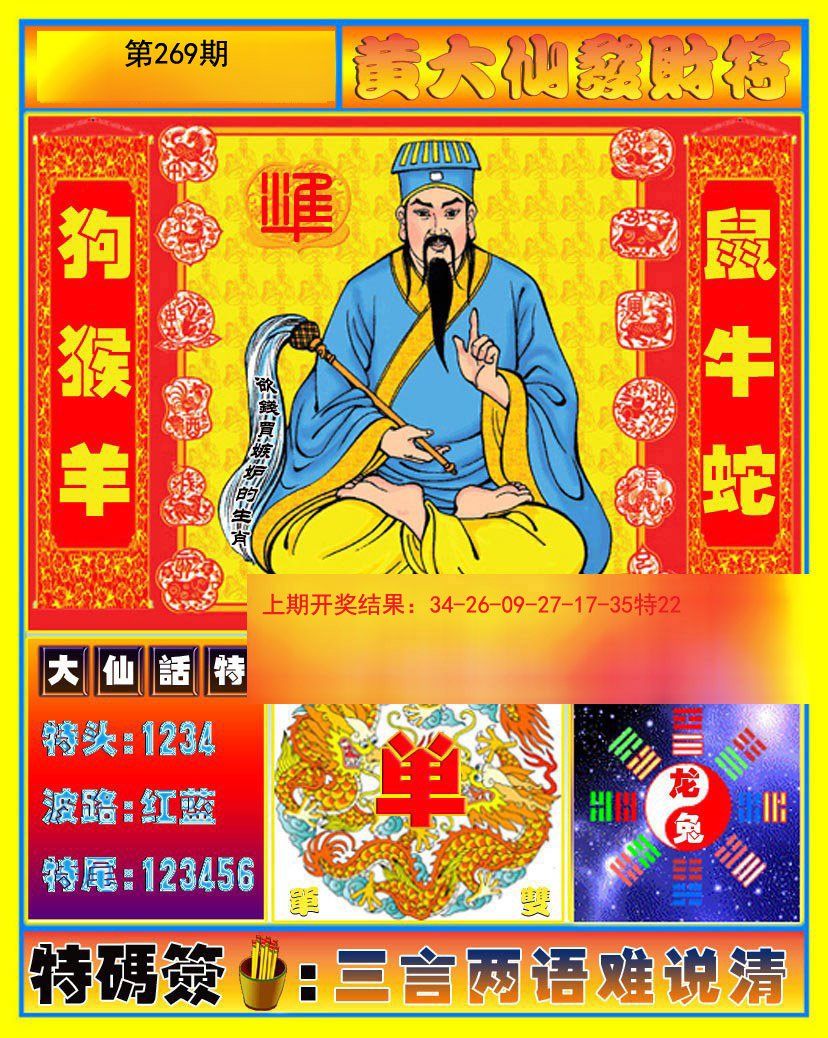 第269期
黄大仙發財符
狗猴羊
鼠牛蛇
欲錢買嫉妒的生肖
上期开奖结果：34-26-09-27-17-35特22
大仙話特
特头:1234
波路:红蓝
特尾:123456
单
單 雙
龙
兔
特碼簽:三言两语难说清